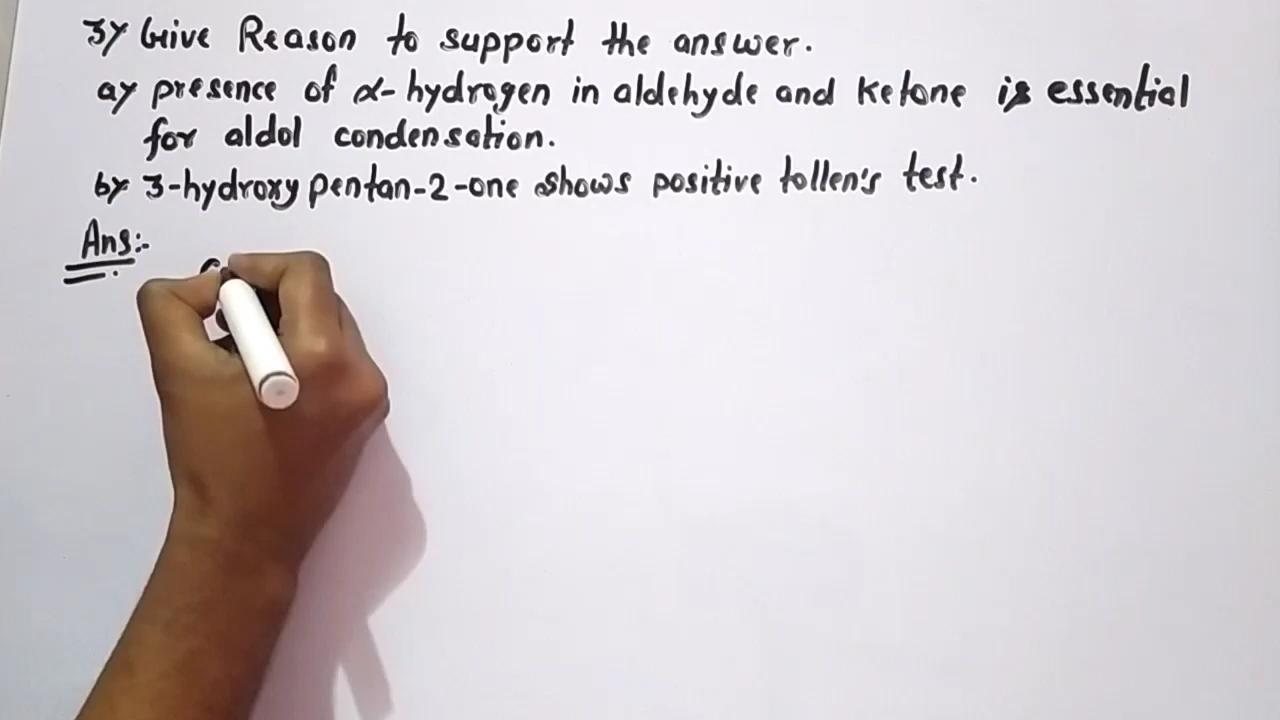 3) Give Reason to support the answer.
a) presence of α-hydrogen in aldehyde and ketone is essential
for aldol condensation.
b) 3-hydroxy pentan-2-one shows positive tollen's test.
Ans:-